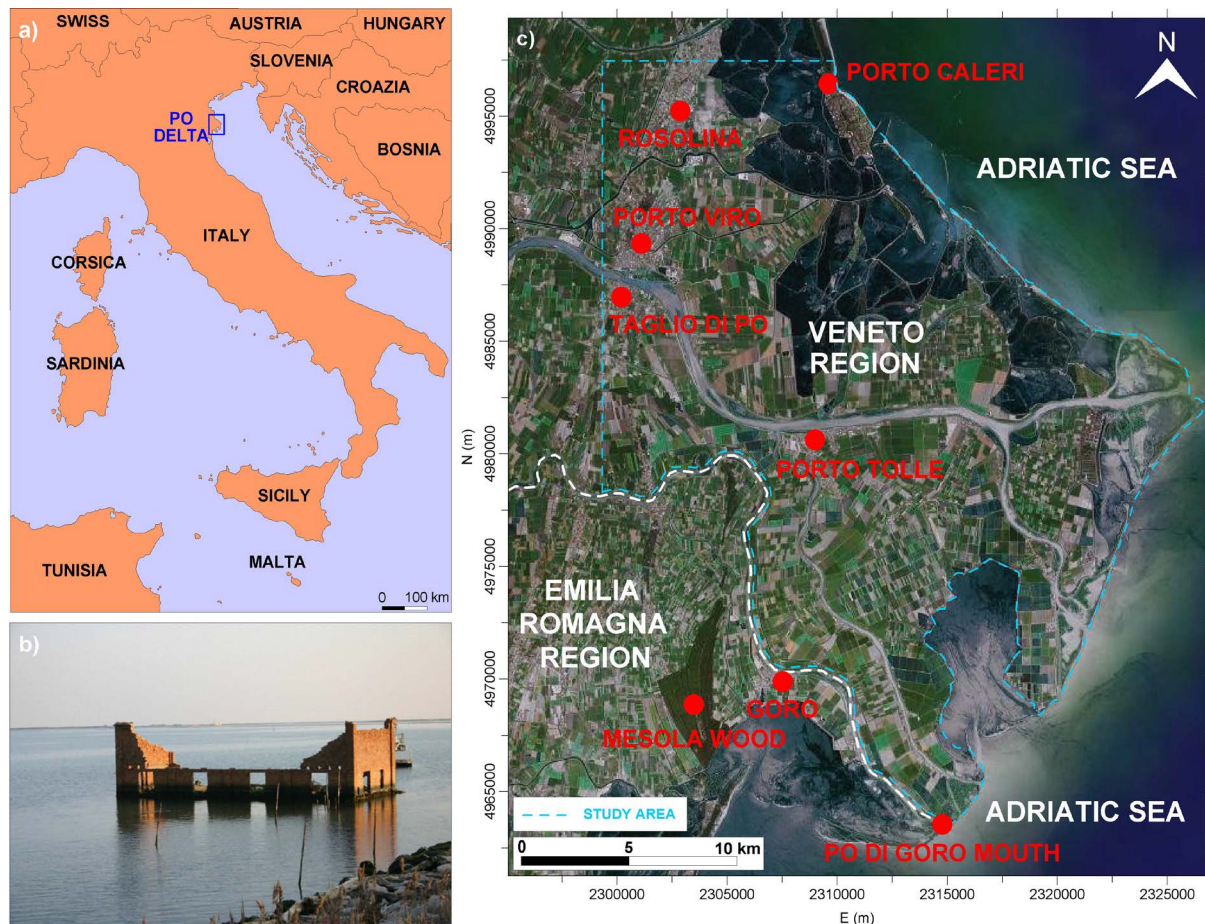 a)
SWISS
AUSTRIA
HUNGARY
SLOVENIA
CROAZIA
PO
DELTA
BOSNIA
ITALY
CORSICA
SARDINIA
SICILY
TUNISIA
MALTA
0 100 km
b)
c)
N
PORTO CALERI
ROSOLINA
ADRIATIC SEA
PORTO VIRO
TAGLIO DI PO
VENETO
REGION
PORTO TOLLE
EMILIA
ROMAGNA
REGION
GORO
MESOLA WOOD
STUDY AREA
ADRIATIC SEA
0 5 10 km
PO DI GORO MOUTH
N (m)
4995000
4990000
4985000
4980000
4975000
4970000
4965000
2300000 2305000 2310000 2315000 2320000 2325000
E (m)